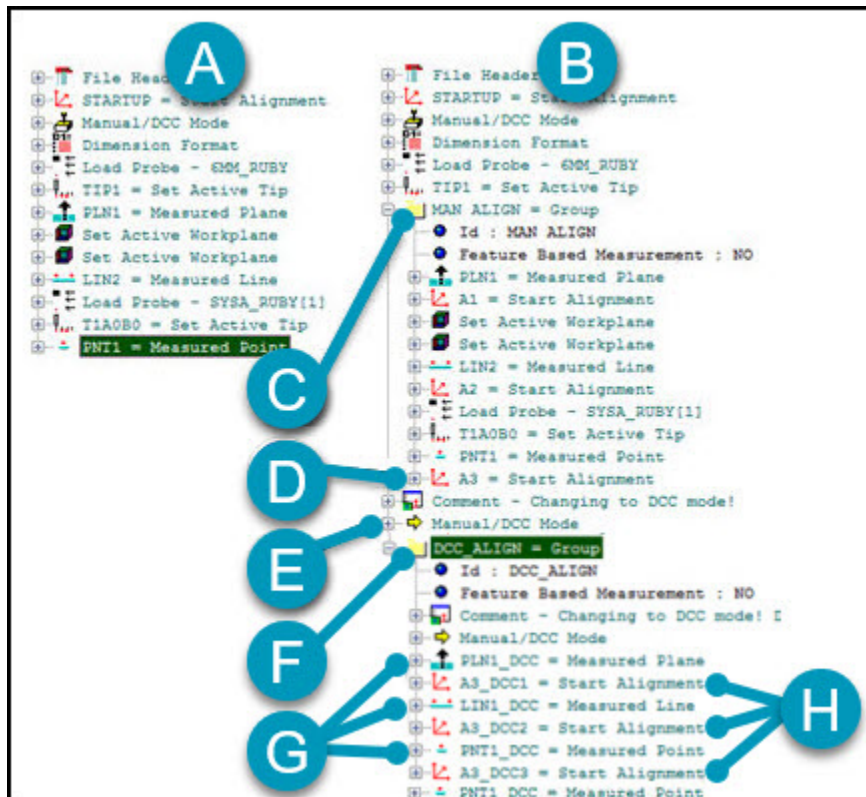 A
File Head
STARTUP = Start Alignment
Manual/DCC Mode
Dimension Format
Load Probe - 6MM_RUBY
TIP1 = Set Active Tip
PLN1 = Measured Plane
Set Active Workplane
Set Active Workplane
LIN2 = Measured Line
Load Probe - SYSA_RUBY[1]
T1A0B0 = Set Active Tip
PNT1 = Measured Point
B
File Header
STARTUP = Start Alignment
Manual/DCC Mode
Dimension Format
Load Probe - 6MM_RUBY
TIP1 = Set Active Tip
MAN ALIGN = Group
Id : MAN ALIGN
Feature Based Measurement : NO
PLN1 = Measured Plane
A1 = Start Alignment
Set Active Workplane
Set Active Workplane
LIN2 = Measured Line
A2 = Start Alignment
Load Probe - SYSA_RUBY[1]
T1A0B0 = Set Active Tip
PNT1 = Measured Point
A3 = Start Alignment
Comment - Changing to DCC mode!
Manual/DCC Mode
DCC_ALIGN = Group
Id : DCC_ALIGN
Feature Based Measurement : NO
Comment - Changing to DCC mode! I
Manual/DCC Mode
PLN1_DCC = Measured Plane
A3_DCC1 = Start Alignment
LIN1_DCC = Measured Line
A3_DCC2 = Start Alignment
PNT1_DCC = Measured Point
A3_DCC3 = Start Alignment
PNT1_DCC = Measured Point
C
D
E
F
G
H